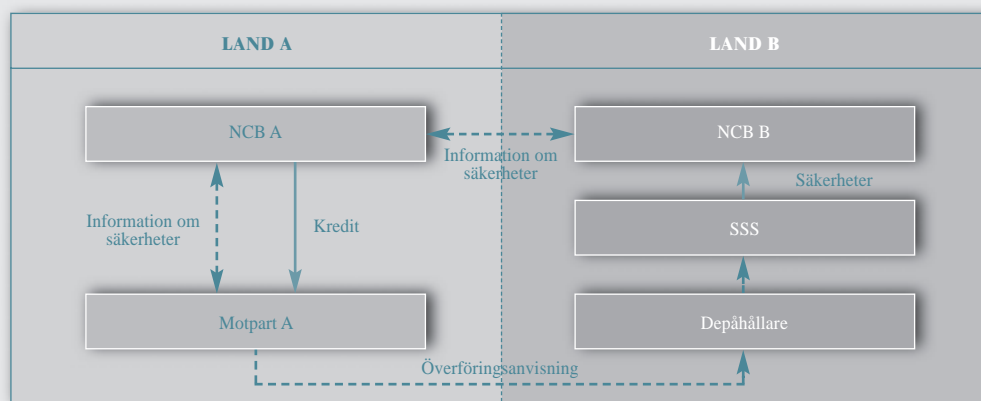 LAND A
LAND B
NCB A
NCB B
Information om
säkerheter
Säkerheter
Information om
säkerheter
Kredit
SSS
Motpart A
Depåhållare
Överföringsanvisning